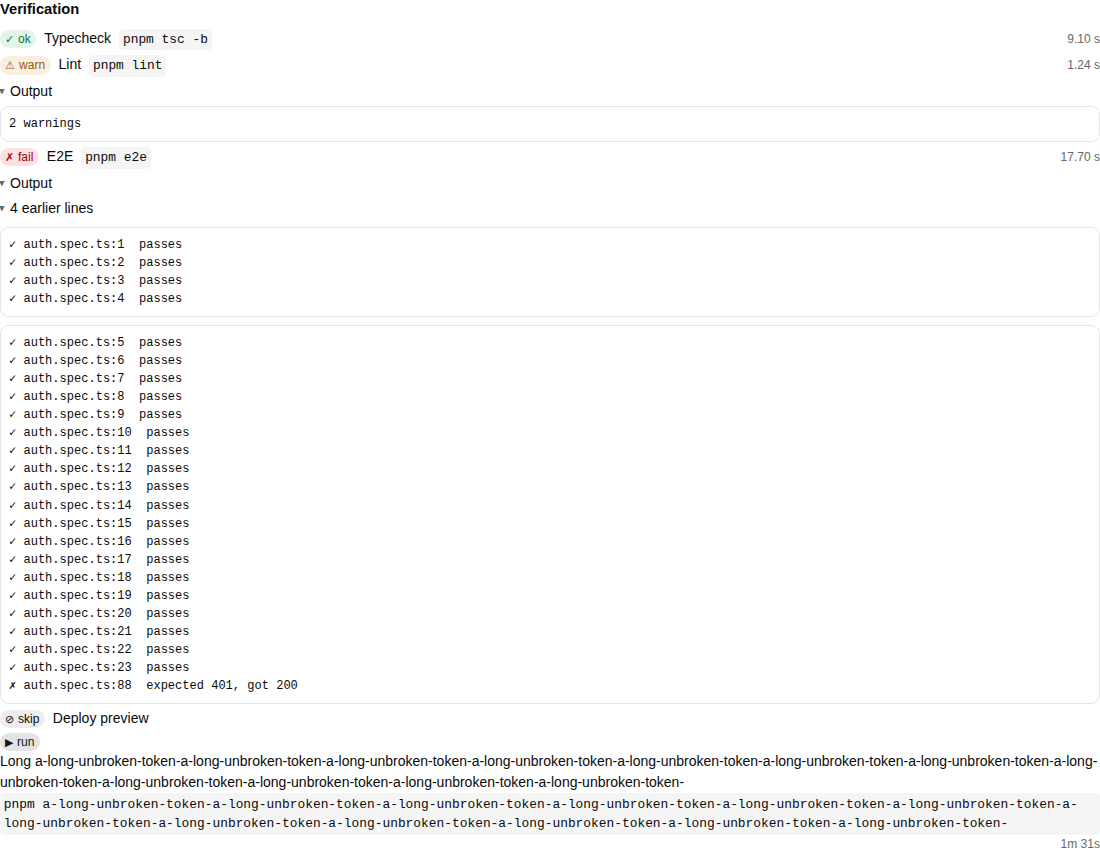 Verification
✓ ok Typecheck pnpm tsc -b 9.10 s
⚠ warn Lint pnpm lint 1.24 s
▾ Output
2 warnings
✗ fail E2E pnpm e2e 17.70 s
▾ Output
▾ 4 earlier lines
✓ auth.spec.ts:1  passes
✓ auth.spec.ts:2  passes
✓ auth.spec.ts:3  passes
✓ auth.spec.ts:4  passes
✓ auth.spec.ts:5  passes
✓ auth.spec.ts:6  passes
✓ auth.spec.ts:7  passes
✓ auth.spec.ts:8  passes
✓ auth.spec.ts:9  passes
✓ auth.spec.ts:10  passes
✓ auth.spec.ts:11  passes
✓ auth.spec.ts:12  passes
✓ auth.spec.ts:13  passes
✓ auth.spec.ts:14  passes
✓ auth.spec.ts:15  passes
✓ auth.spec.ts:16  passes
✓ auth.spec.ts:17  passes
✓ auth.spec.ts:18  passes
✓ auth.spec.ts:19  passes
✓ auth.spec.ts:20  passes
✓ auth.spec.ts:21  passes
✓ auth.spec.ts:22  passes
✓ auth.spec.ts:23  passes
✗ auth.spec.ts:88  expected 401, got 200
⊘ skip Deploy preview
▶ run
Long a-long-unbroken-token-a-long-unbroken-token-a-long-unbroken-token-a-long-unbroken-token-a-long-unbroken-token-a-long-unbroken-token-a-long-unbroken-token-a-long-
unbroken-token-a-long-unbroken-token-a-long-unbroken-token-a-long-unbroken-token-a-long-unbroken-token-
pnpm a-long-unbroken-token-a-long-unbroken-token-a-long-unbroken-token-a-long-unbroken-token-a-long-unbroken-token-a-long-unbroken-token-a-
long-unbroken-token-a-long-unbroken-token-a-long-unbroken-token-a-long-unbroken-token-a-long-unbroken-token-a-long-unbroken-token-
1m 31s